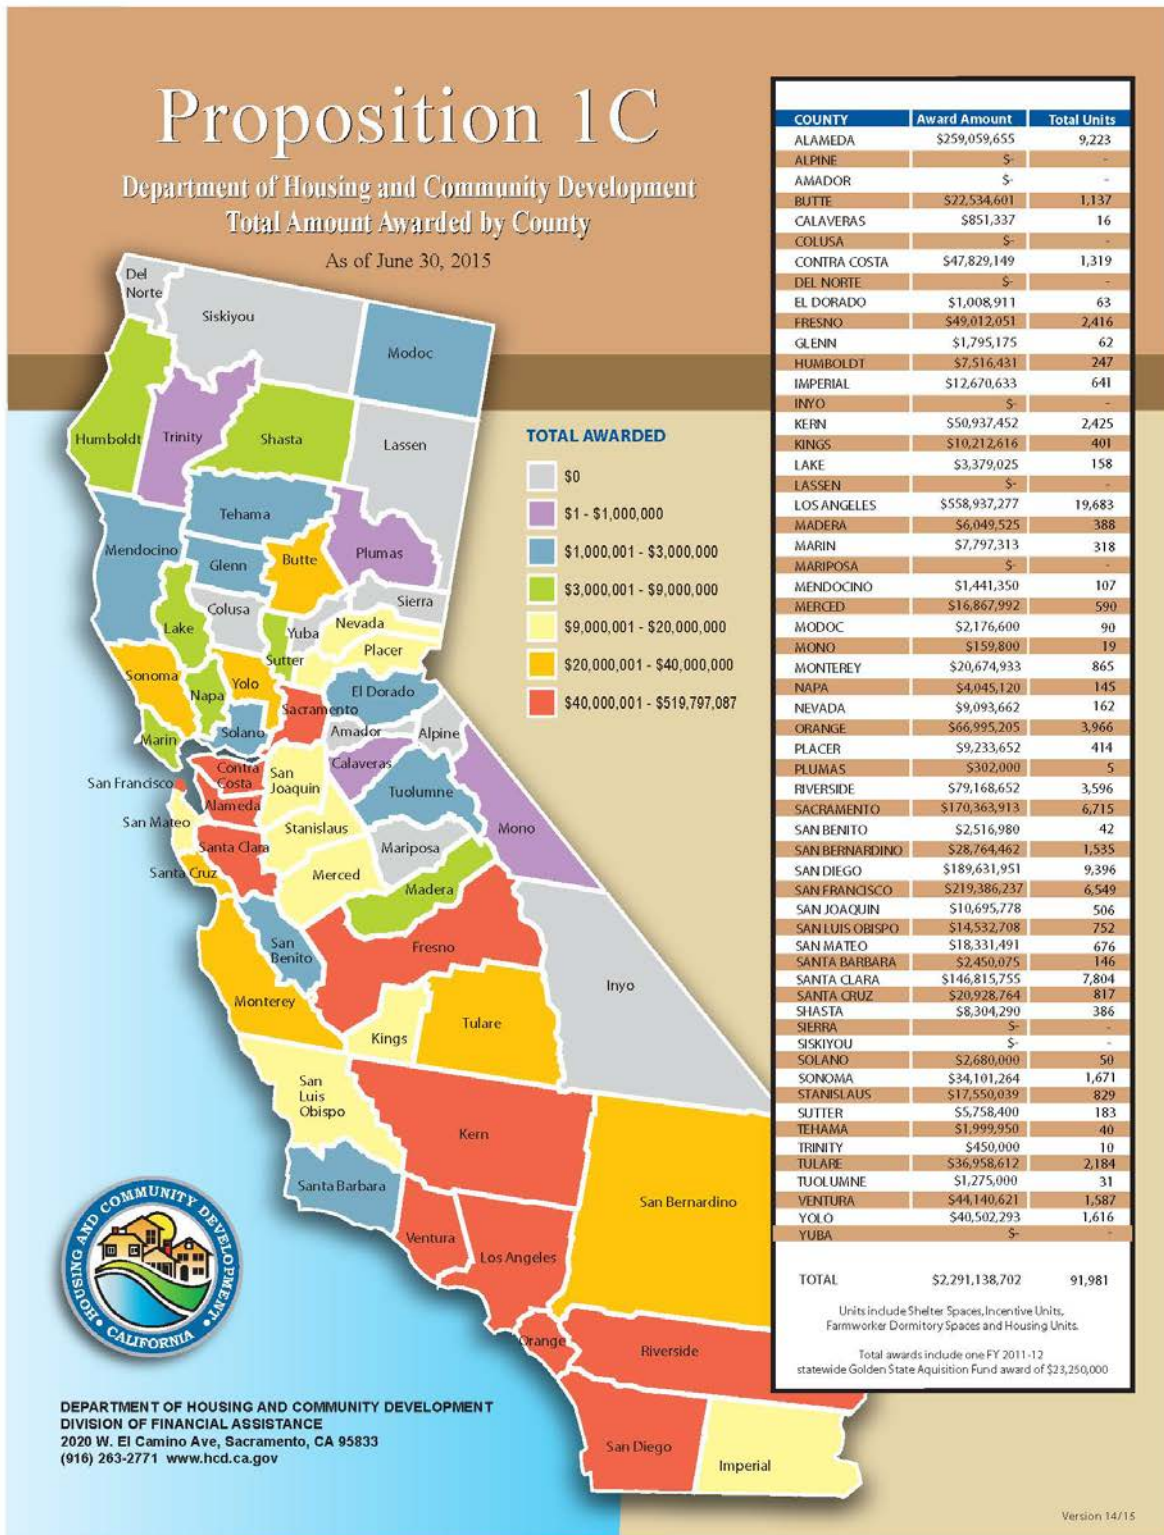 Proposition 1C
Department of Housing and Community Development
Total Amount Awarded by County
As of June 30, 2015
COUNTY Award Amount Total Units
ALAMEDA $259,059,655 9,223
ALPINE $- -
AMADOR $- -
BUTTE $22,534,601 1,137
CALAVERAS $851,337 16
COLUSA $- -
CONTRA COSTA $47,829,149 1,319
DEL NORTE $- -
EL DORADO $1,008,911 63
FRESNO $49,012,051 2,416
GLENN $1,795,175 62
HUMBOLDT $7,516,431 247
IMPERIAL $12,670,633 641
INYO $- -
KERN $50,937,452 2,425
KINGS $10,212,616 401
LAKE $3,379,025 158
LASSEN $- -
LOS ANGELES $558,937,277 19,683
MADERA $6,049,525 388
MARIN $7,797,313 318
MARIPOSA $- -
MENDOCINO $1,441,350 107
MERCED $16,867,992 590
MODOC $2,176,600 90
MONO $159,800 19
MONTEREY $20,674,933 865
NAPA $4,045,120 145
NEVADA $9,093,662 162
ORANGE $66,995,205 3,966
PLACER $9,233,652 414
PLUMAS $302,000 5
RIVERSIDE $79,168,652 3,596
SACRAMENTO $170,363,913 6,715
SAN BENITO $2,516,980 42
SAN BERNARDINO $28,764,462 1,535
SAN DIEGO $189,631,951 9,396
SAN FRANCISCO $219,386,237 6,549
SAN JOAQUIN $10,695,778 506
SAN LUIS OBISPO $14,532,708 752
SAN MATEO $18,331,491 676
SANTA BARBARA $2,450,075 146
SANTA CLARA $146,815,755 7,804
SANTA CRUZ $20,928,764 817
SHASTA $8,304,290 386
SIERRA $- -
SISKIYOU $- -
SOLANO $2,680,000 50
SONOMA $34,101,264 1,671
STANISLAUS $17,550,039 829
SUTTER $5,758,400 183
TEHAMA $1,999,950 40
TRINITY $450,000 10
TULARE $36,958,612 2,184
TUOLUMNE $1,275,000 31
VENTURA $44,140,621 1,587
YOLO $40,502,293 1,616
YUBA $- -
TOTAL $2,291,138,702 91,981
Units include Shelter Spaces, Incentive Units,
Farmworker Dormitory Spaces and Housing Units.
Total awards include one FY 2011-12
statewide Golden State Aquisition Fund award of $23,250,000
TOTAL AWARDED
$0
$1 - $1,000,000
$1,000,001 - $3,000,000
$3,000,001 - $9,000,000
$9,000,001 - $20,000,000
$20,000,001 - $40,000,000
$40,000,001 - $519,797,087
Del
Norte
Siskiyou
Modoc
Humboldt
Trinity
Shasta
Lassen
Tehama
Mendocino
Glenn
Butte
Plumas
Colusa
Sierra
Lake
Yuba
Nevada
Sutter
Placer
Sonoma
Napa
Yolo
El Dorado
Sacramento
Marin
Solano
Amador
Alpine
Calaveras
Contra
Costa
San
Joaquin
San Francisco
Tuolumne
Alameda
San Mateo
Stanislaus
Mono
Santa Clara
Mariposa
Santa Cruz
Merced
Madera
San
Benito
Fresno
Inyo
Monterey
Tulare
Kings
San
Luis
Obispo
Kern
Santa Barbara
San Bernardino
Ventura
Los Angeles
Orange
Riverside
San Diego
Imperial
HOUSING AND COMMUNITY DEVELOPMENT
CALIFORNIA
DEPARTMENT OF HOUSING AND COMMUNITY DEVELOPMENT
DIVISION OF FINANCIAL ASSISTANCE
2020 W. El Camino Ave, Sacramento, CA 95833
(916) 263-2771 www.hcd.ca.gov
Version 14/15